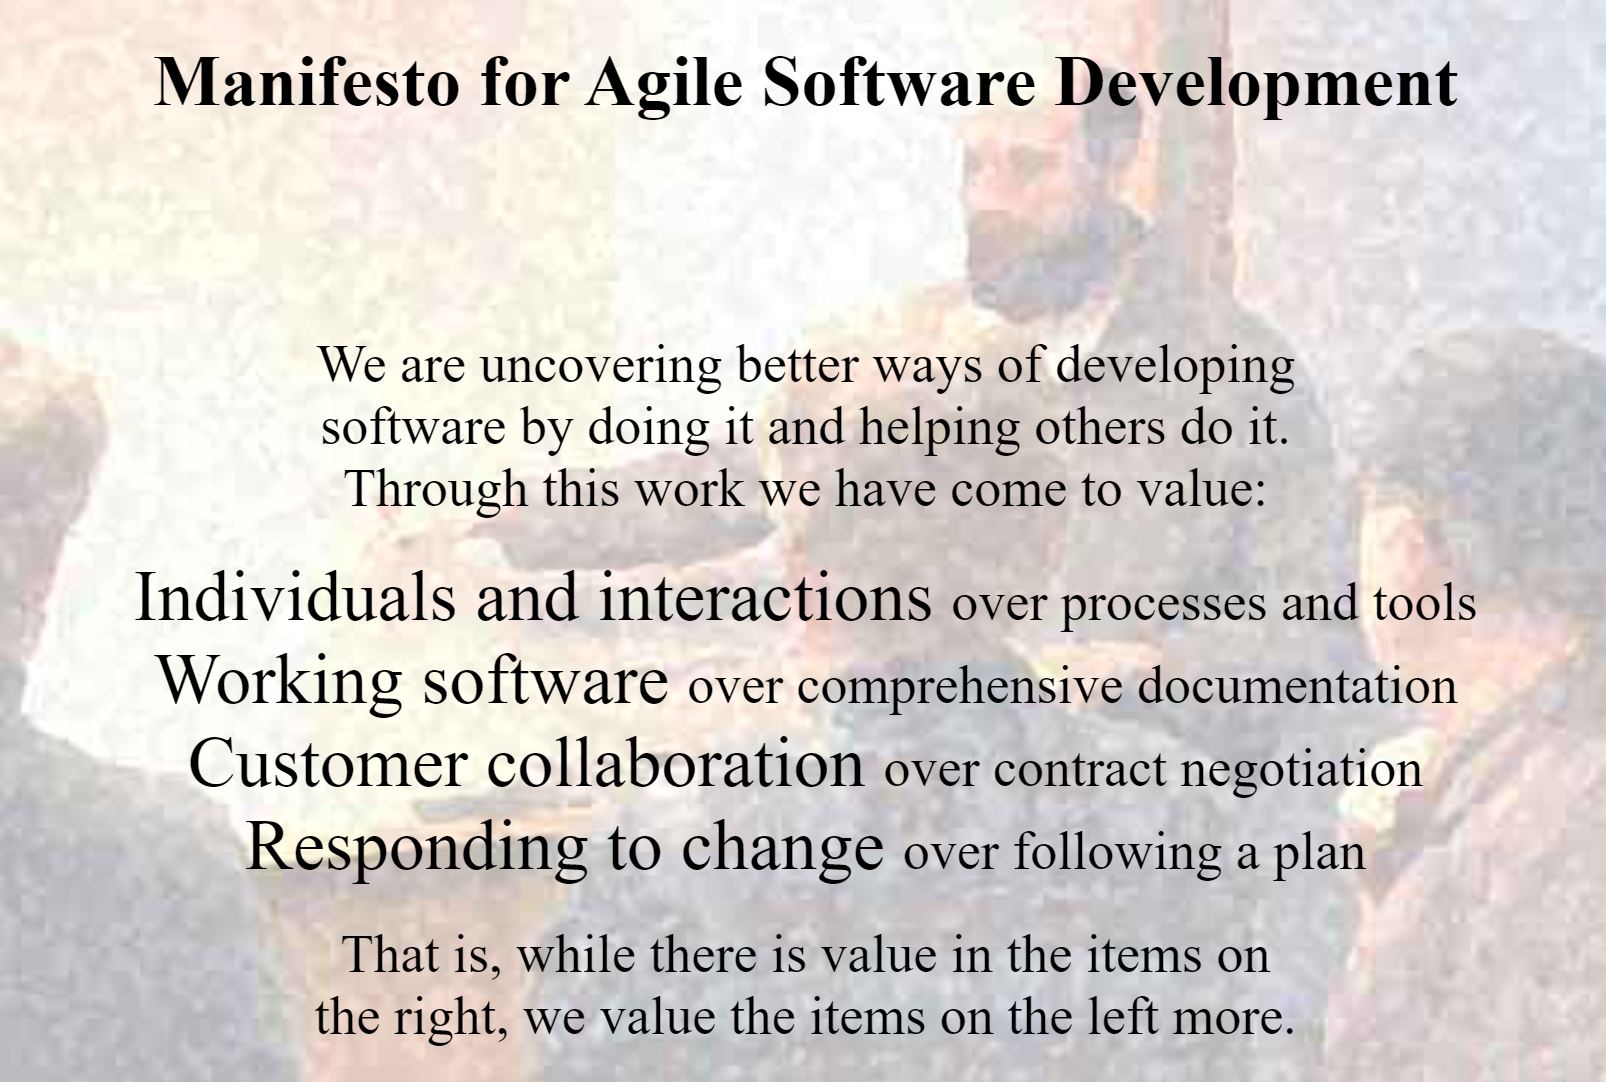 Manifesto for Agile Software Development
We are uncovering better ways of developing
software by doing it and helping others do it.
Through this work we have come to value:
Individuals and interactions over processes and tools
Working software over comprehensive documentation
Customer collaboration over contract negotiation
Responding to change over following a plan
That is, while there is value in the items on
the right, we value the items on the left more.